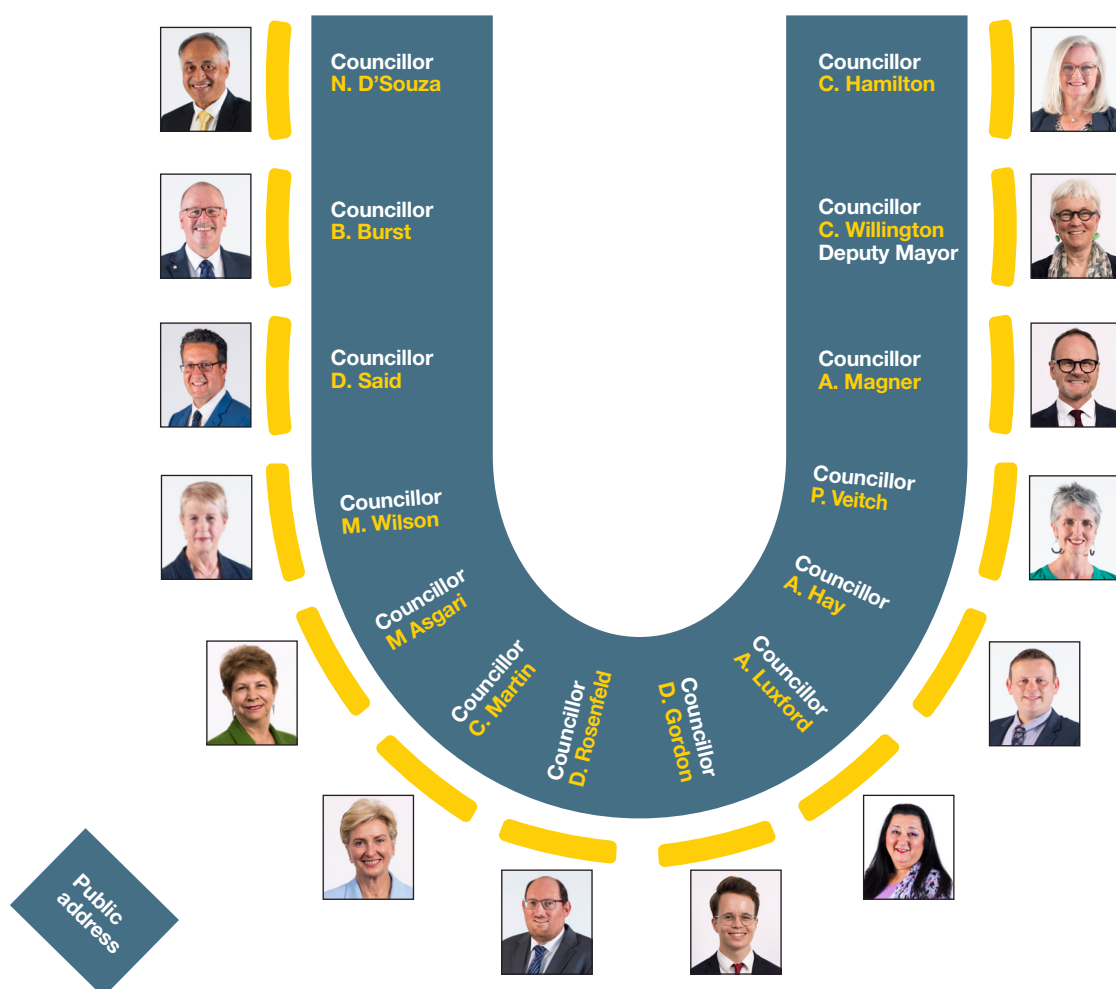 Councillor
N. D'Souza
Councillor
B. Burst
Councillor
D. Said
Councillor
M. Wilson
Councillor
M Asgari
Councillor
C. Martin
Councillor
D. Rosenfeld
Councillor
D. Gordon
Councillor
A. Luxford
Councillor
A. Hay
Councillor
P. Veitch
Councillor
A. Magner
Councillor
C. Willington
Deputy Mayor
Councillor
C. Hamilton
Public
address